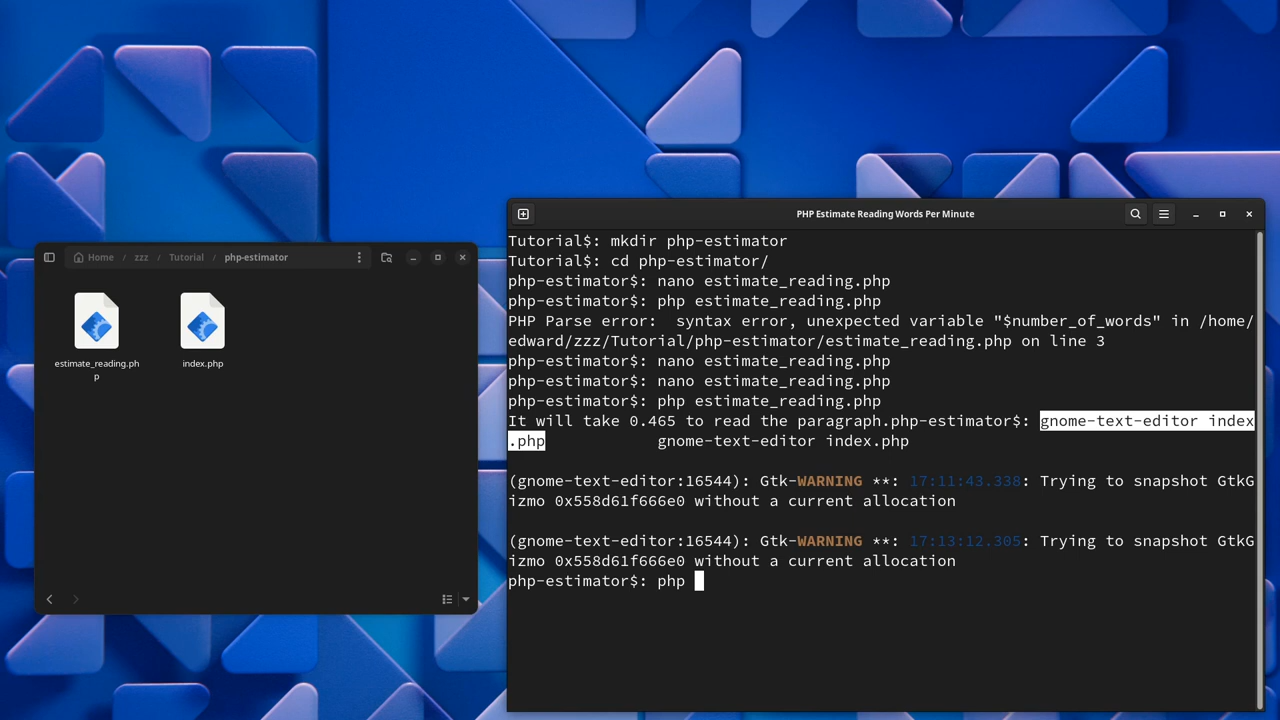 Home / zzz / Tutorial / php-estimator
estimate_reading.ph
p
index.php
PHP Estimate Reading Words Per Minute
Tutorial$: mkdir php-estimator
Tutorial$: cd php-estimator/
php-estimator$: nano estimate_reading.php
php-estimator$: php estimate_reading.php
PHP Parse error:  syntax error, unexpected variable "$number_of_words" in /home/
edward/zzz/Tutorial/php-estimator/estimate_reading.php on line 3
php-estimator$: nano estimate_reading.php
php-estimator$: nano estimate_reading.php
php-estimator$: php estimate_reading.php
It will take 0.465 to read the paragraph.php-estimator$: gnome-text-editor index
.php            gnome-text-editor index.php
(gnome-text-editor:16544): Gtk-WARNING **: 17:11:43.338: Trying to snapshot GtkG
izmo 0x558d61f666e0 without a current allocation
(gnome-text-editor:16544): Gtk-WARNING **: 17:13:12.305: Trying to snapshot GtkG
izmo 0x558d61f666e0 without a current allocation
php-estimator$: php